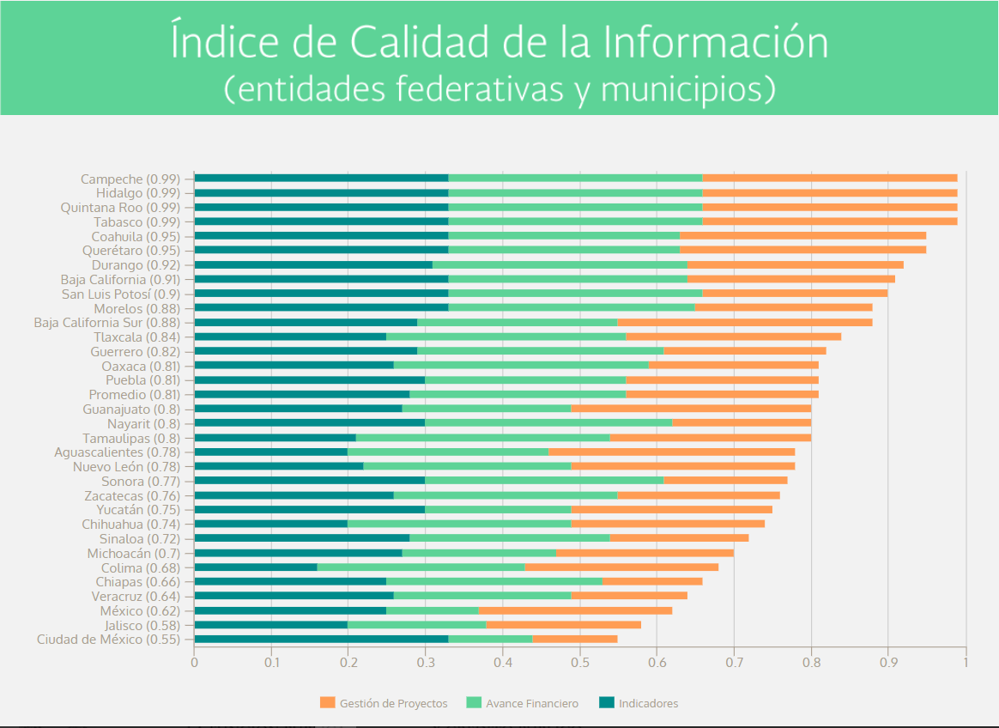 Índice de Calidad de la Información
(entidades federativas y municipios)
Campeche (0.99)
Hidalgo (0.99)
Quintana Roo (0.99)
Tabasco (0.99)
Coahuila (0.95)
Querétaro (0.95)
Durango (0.92)
Baja California (0.91)
San Luis Potosí (0.9)
Morelos (0.88)
Baja California Sur (0.88)
Tlaxcala (0.84)
Guerrero (0.82)
Oaxaca (0.81)
Puebla (0.81)
Promedio (0.81)
Guanajuato (0.8)
Nayarit (0.8)
Tamaulipas (0.8)
Aguascalientes (0.78)
Nuevo León (0.78)
Sonora (0.77)
Zacatecas (0.76)
Yucatán (0.75)
Chihuahua (0.74)
Sinaloa (0.72)
Michoacán (0.7)
Colima (0.68)
Chiapas (0.66)
Veracruz (0.64)
México (0.62)
Jalisco (0.58)
Ciudad de México (0.55)
0 0.1 0.2 0.3 0.4 0.5 0.6 0.7 0.8 0.9 1
Gestión de Proyectos Avance Financiero Indicadores